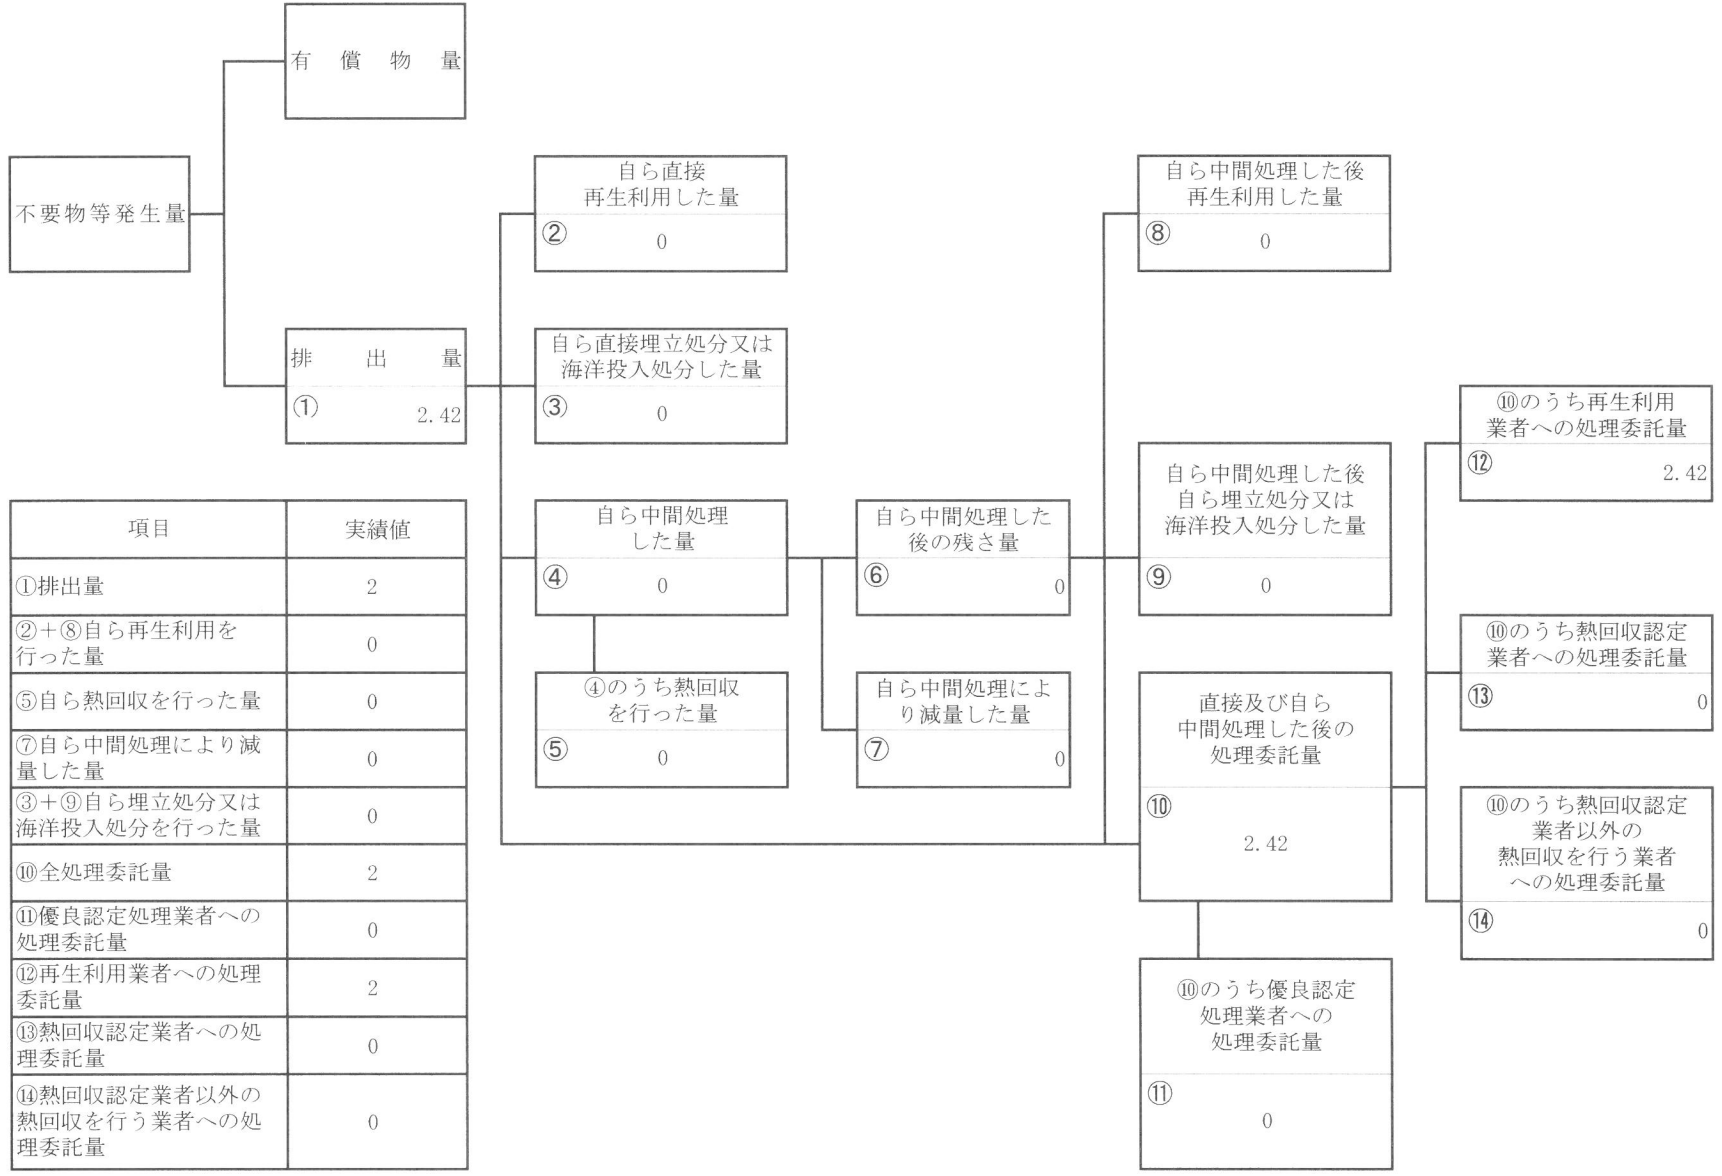 有償物量
不要物等発生量
排出量
① 2.42
自ら直接
再生利用した量
② 0
自ら直接埋立処分又は
海洋投入処分した量
③ 0
自ら中間処理
した量
④ 0
④のうち熱回収
を行った量
⑤ 0
自ら中間処理した
後の残さ量
⑥ 0
自ら中間処理によ
り減量した量
⑦ 0
自ら中間処理した後
再生利用した量
⑧ 0
自ら中間処理した後
自ら埋立処分又は
海洋投入処分した量
⑨ 0
直接及び自ら
中間処理した後の
処理委託量
⑩
2.42
⑩のうち優良認定
処理業者への
処理委託量
⑪
0
⑩のうち再生利用
業者への処理委託量
⑫ 2.42
⑩のうち熱回収認定
業者への処理委託量
⑬ 0
⑩のうち熱回収認定
業者以外の
熱回収を行う業者
への処理委託量
⑭ 0
項目 実績値
①排出量 2
②＋⑧自ら再生利用を
行った量 0
⑤自ら熱回収を行った量 0
⑦自ら中間処理により減
量した量 0
③＋⑨自ら埋立処分又は
海洋投入処分を行った量 0
⑩全処理委託量 2
⑪優良認定処理業者への
処理委託量 0
⑫再生利用業者への処理
委託量 2
⑬熱回収認定業者への処
理委託量 0
⑭熱回収認定業者以外の
熱回収を行う業者への処
理委託量 0